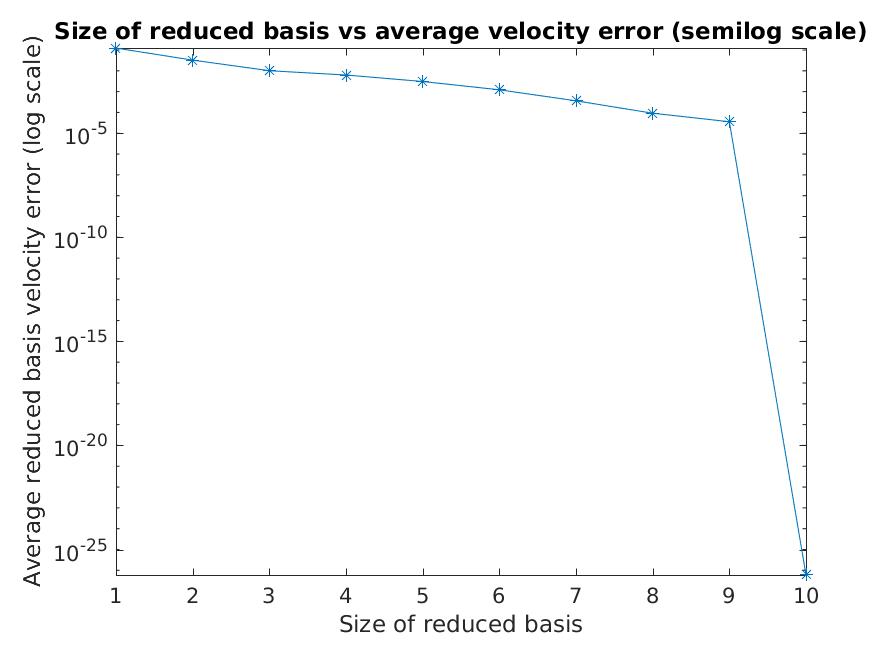 Size of reduced basis vs average velocity error (semilog scale)
Average reduced basis velocity error (log scale)
10^-5
10^-10
10^-15
10^-20
10^-25
1 2 3 4 5 6 7 8 9 10
Size of reduced basis